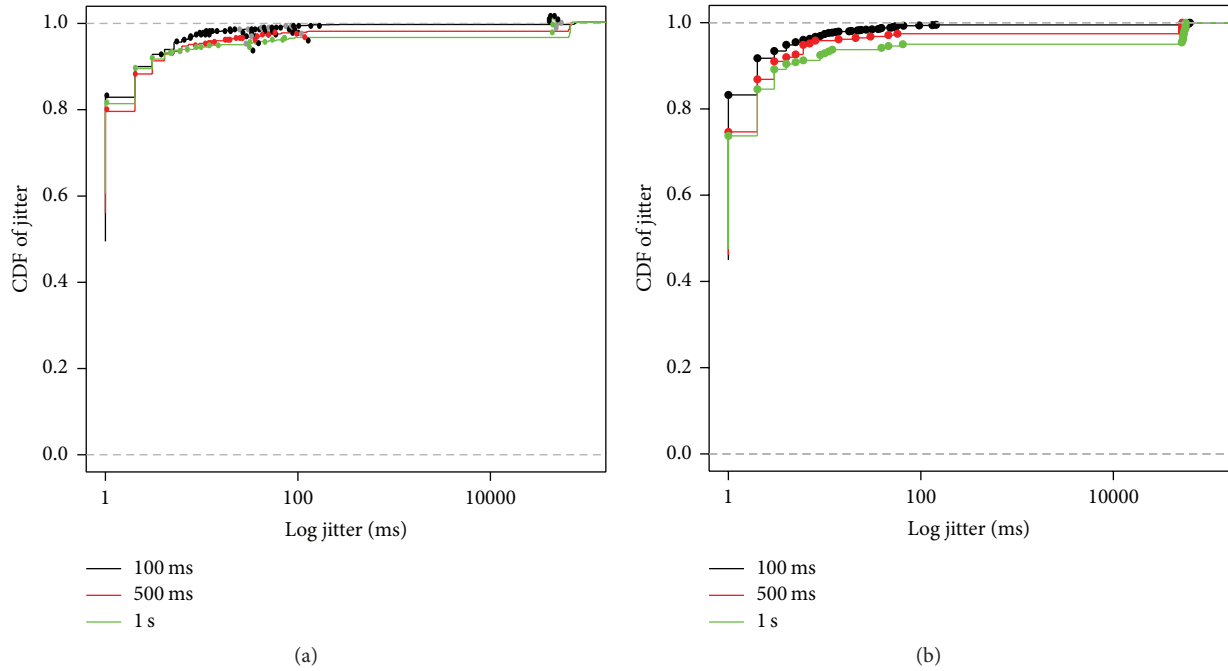 1.0
0.8
0.6
0.4
0.2
0.0
CDF of jitter
1 100 10000
Log jitter (ms)
100 ms
500 ms
1 s
(a)
1.0
0.8
0.6
0.4
0.2
0.0
CDF of jitter
1 100 10000
Log jitter (ms)
100 ms
500 ms
1 s
(b)